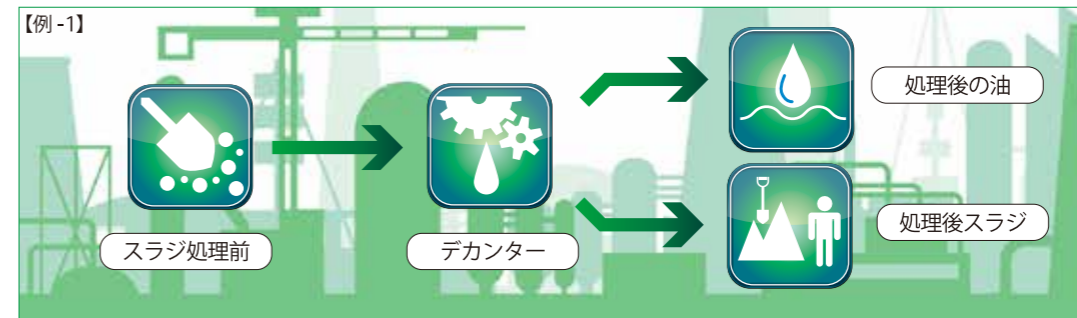 【例-1】
スラジ処理前
デカンター
処理後の油
処理後スラジ